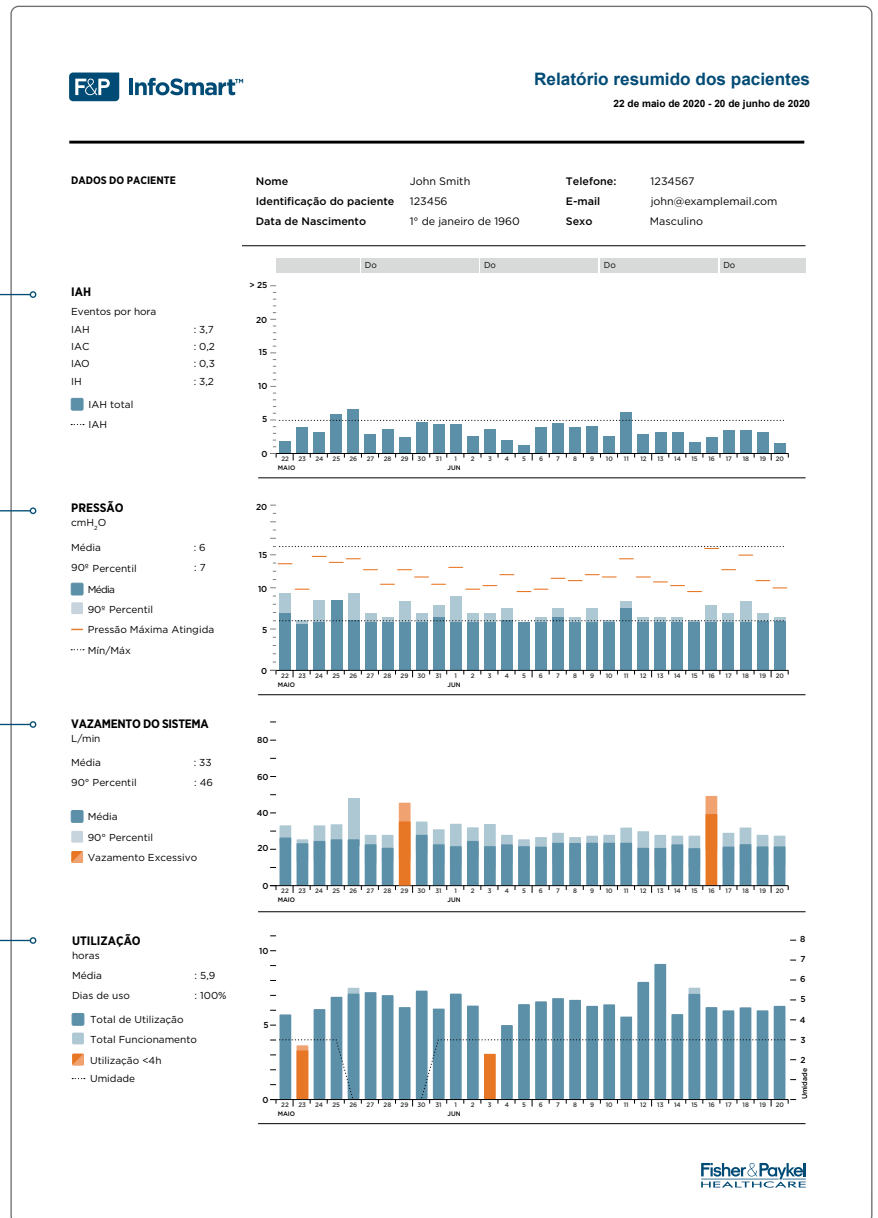 F&P InfoSmart™
Relatório resumido dos pacientes
22 de maio de 2020 - 20 de junho de 2020
DADOS DO PACIENTE
Nome John Smith Telefone: 1234567
Identificação do paciente 123456 E-mail john@examplemail.com
Data de Nascimento 1º de janeiro de 1960 Sexo Masculino
Do Do Do Do
IAH
Eventos por hora
IAH : 3,7
IAC : 0,2
IAO : 0,3
IH : 3,2
IAH total
IAH
> 25
20
15
10
5
0
22 23 24 25 26 27 28 29 30 31 1 2 3 4 5 6 7 8 9 10 11 12 13 14 15 16 17 18 19 20
MAIO JUN
PRESSÃO
cmH₂O
Média : 6
90º Percentil : 7
Média
90º Percentil
Pressão Máxima Atingida
Mín/Máx
20
15
10
5
0
22 23 24 25 26 27 28 29 30 31 1 2 3 4 5 6 7 8 9 10 11 12 13 14 15 16 17 18 19 20
MAIO JUN
VAZAMENTO DO SISTEMA
L/min
Média : 33
90° Percentil : 46
Média
90° Percentil
Vazamento Excessivo
80
60
40
20
0
22 23 24 25 26 27 28 29 30 31 1 2 3 4 5 6 7 8 9 10 11 12 13 14 15 16 17 18 19 20
MAIO JUN
UTILIZAÇÃO
horas
Média : 5,9
Dias de uso : 100%
Total de Utilização
Total Funcionamento
Utilização <4h
Umidade
10
5
0
8
7
6
5
4
3
2
1
0
Umidade
22 23 24 25 26 27 28 29 30 31 1 2 3 4 5 6 7 8 9 10 11 12 13 14 15 16 17 18 19 20
MAIO JUN
Fisher&Paykel
HEALTHCARE